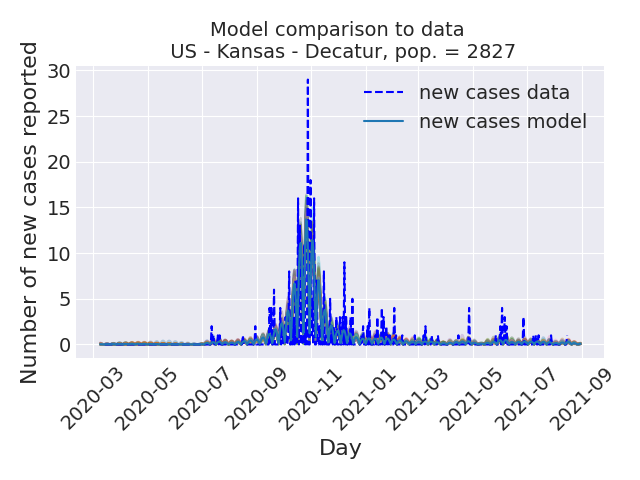 Model comparison to data
US - Kansas - Decatur, pop. = 2827
Number of new cases reported
30
25
20
15
10
5
0
new cases data
new cases model
2020-03
2020-05
2020-07
2020-09
2020-11
2021-01
2021-03
2021-05
2021-07
2021-09
Day